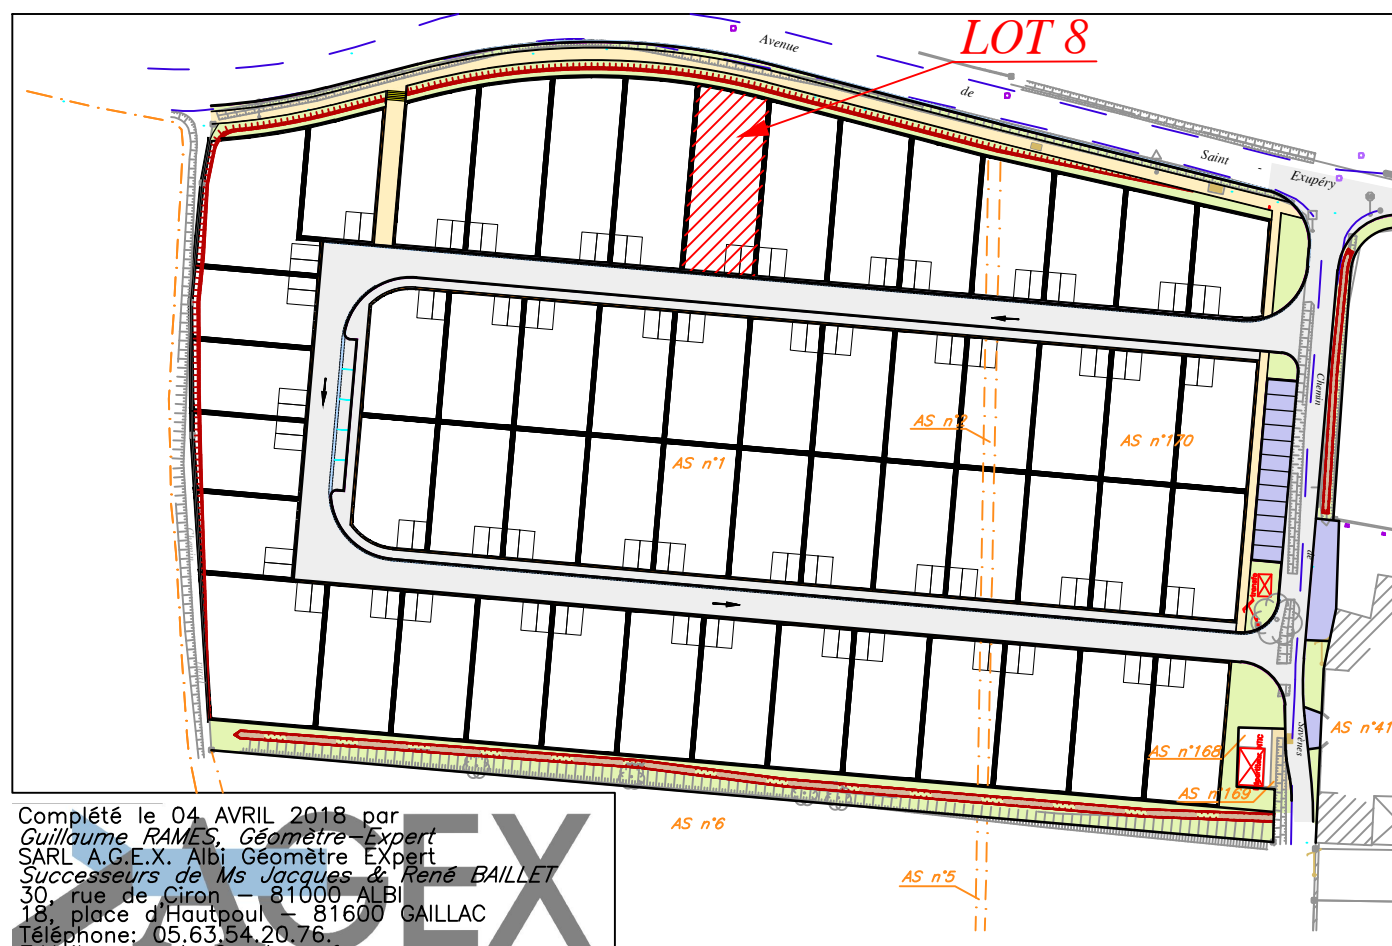 LOT 8
Avenue
de
Saint
-
Exupéry
Chemin
de
Savènes
AS n°2
AS n°170
AS n°1
AS n°168
AS n°169
AS n°41
AS n°6
AS n°5
Complété le 04 AVRIL 2018 par
Guillaume RAMES, Géomètre-Expert
SARL A.G.E.X. Albi Géomètre EXpert
Successeurs de Ms Jacques & René BAILLET
30, rue de Ciron - 81000 ALBI
18, place d'Hautpoul - 81600 GAILLAC
Téléphone: 05.63.54.20.76.
AGEX